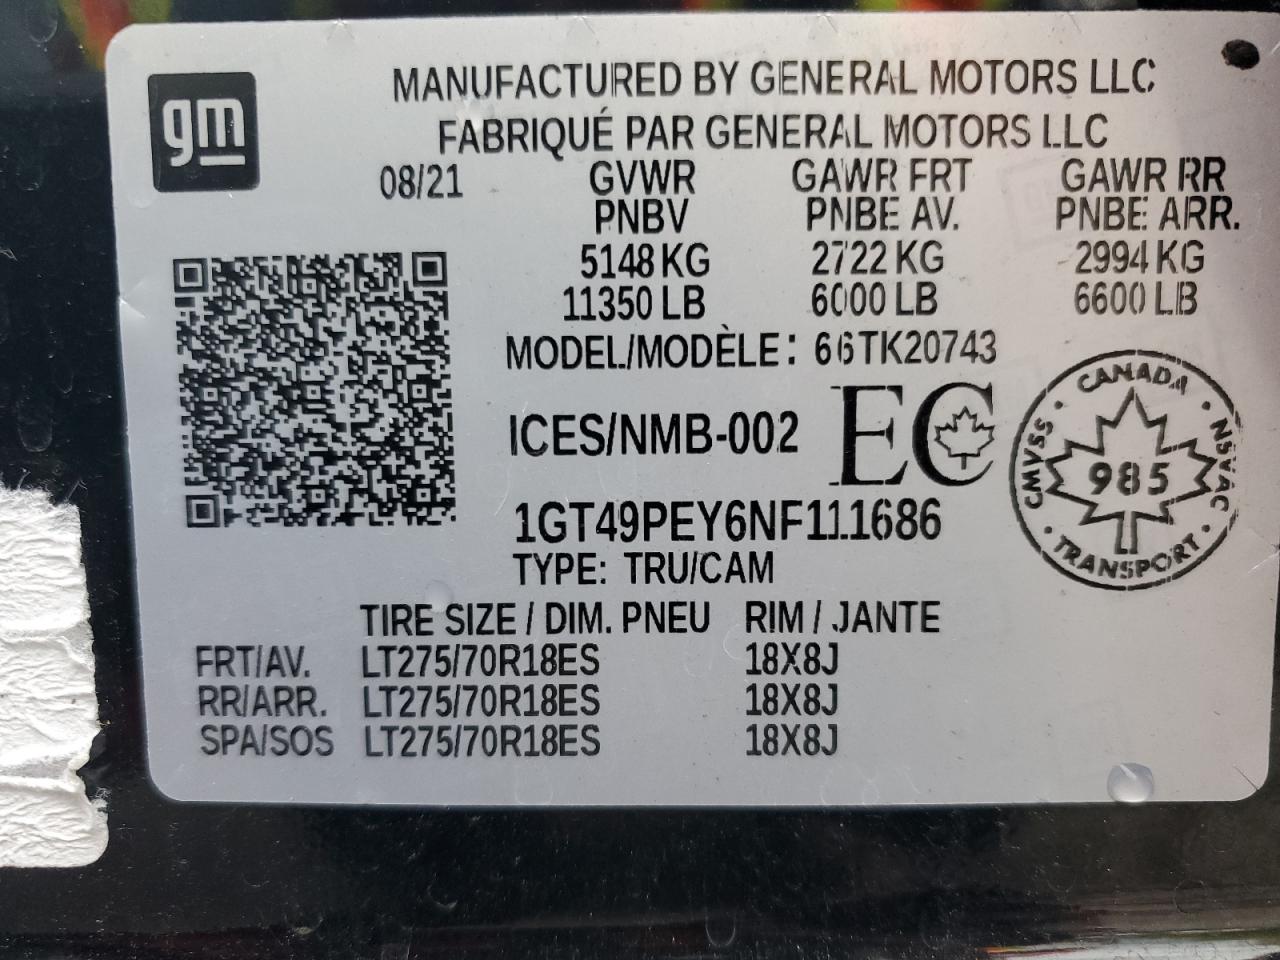 gm
MANUFACTURED BY GENERAL MOTORS LLC
FABRIQUÉ PAR GENERAL MOTORS LLC
08/21 GVWR GAWR FRT GAWR RR
PNBV PNBE AV. PNBE ARR.
5148 KG 2722 KG 2994 KG
11350 LB 6000 LB 6600 LB
MODEL/MODÈLE: 66TK20743
ICES/NMB-002 EC
CANADA
CMVSS · NSVAC
985
TRANSPORT
1GT49PEY6NF111686
TYPE: TRU/CAM
TIRE SIZE / DIM. PNEU RIM / JANTE
FRT/AV. LT275/70R18ES 18X8J
RR/ARR. LT275/70R18ES 18X8J
SPA/SOS LT275/70R18ES 18X8J